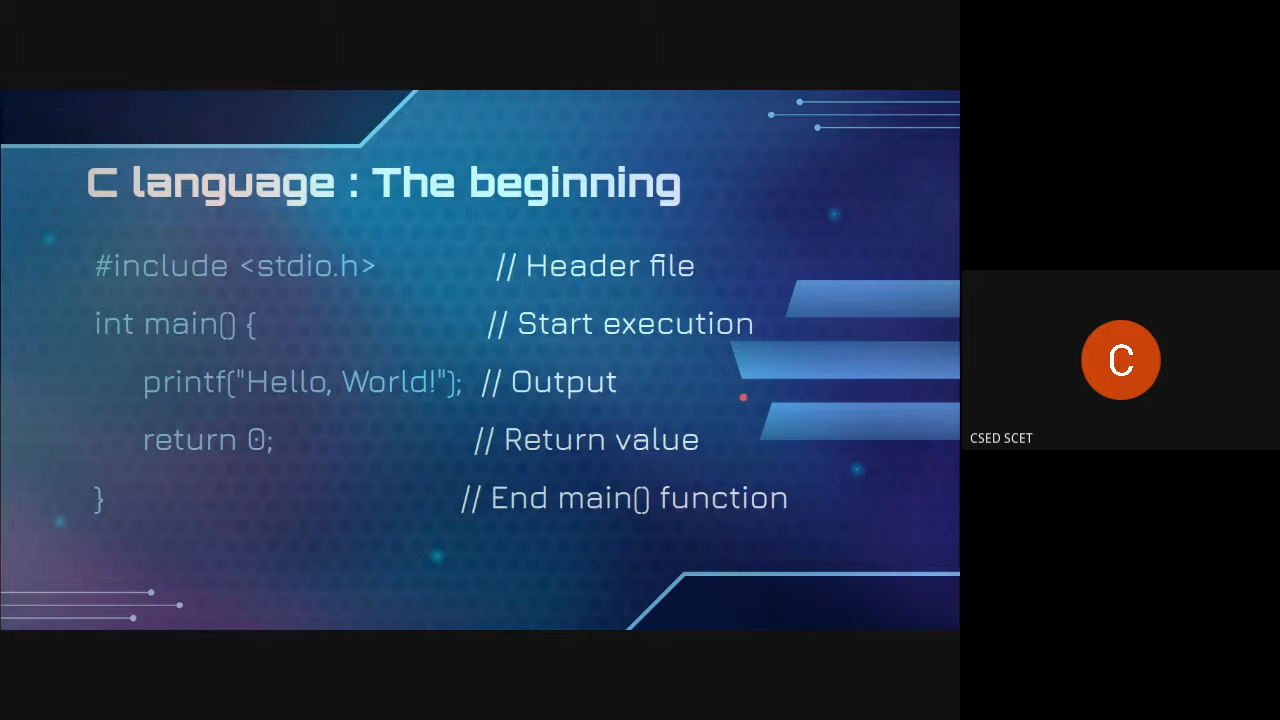 C language : The beginning
#include <stdio.h> // Header file
int main() { // Start execution
printf("Hello, World!"); // Output
return 0; // Return value
} // End main() function
C
CSED SCET